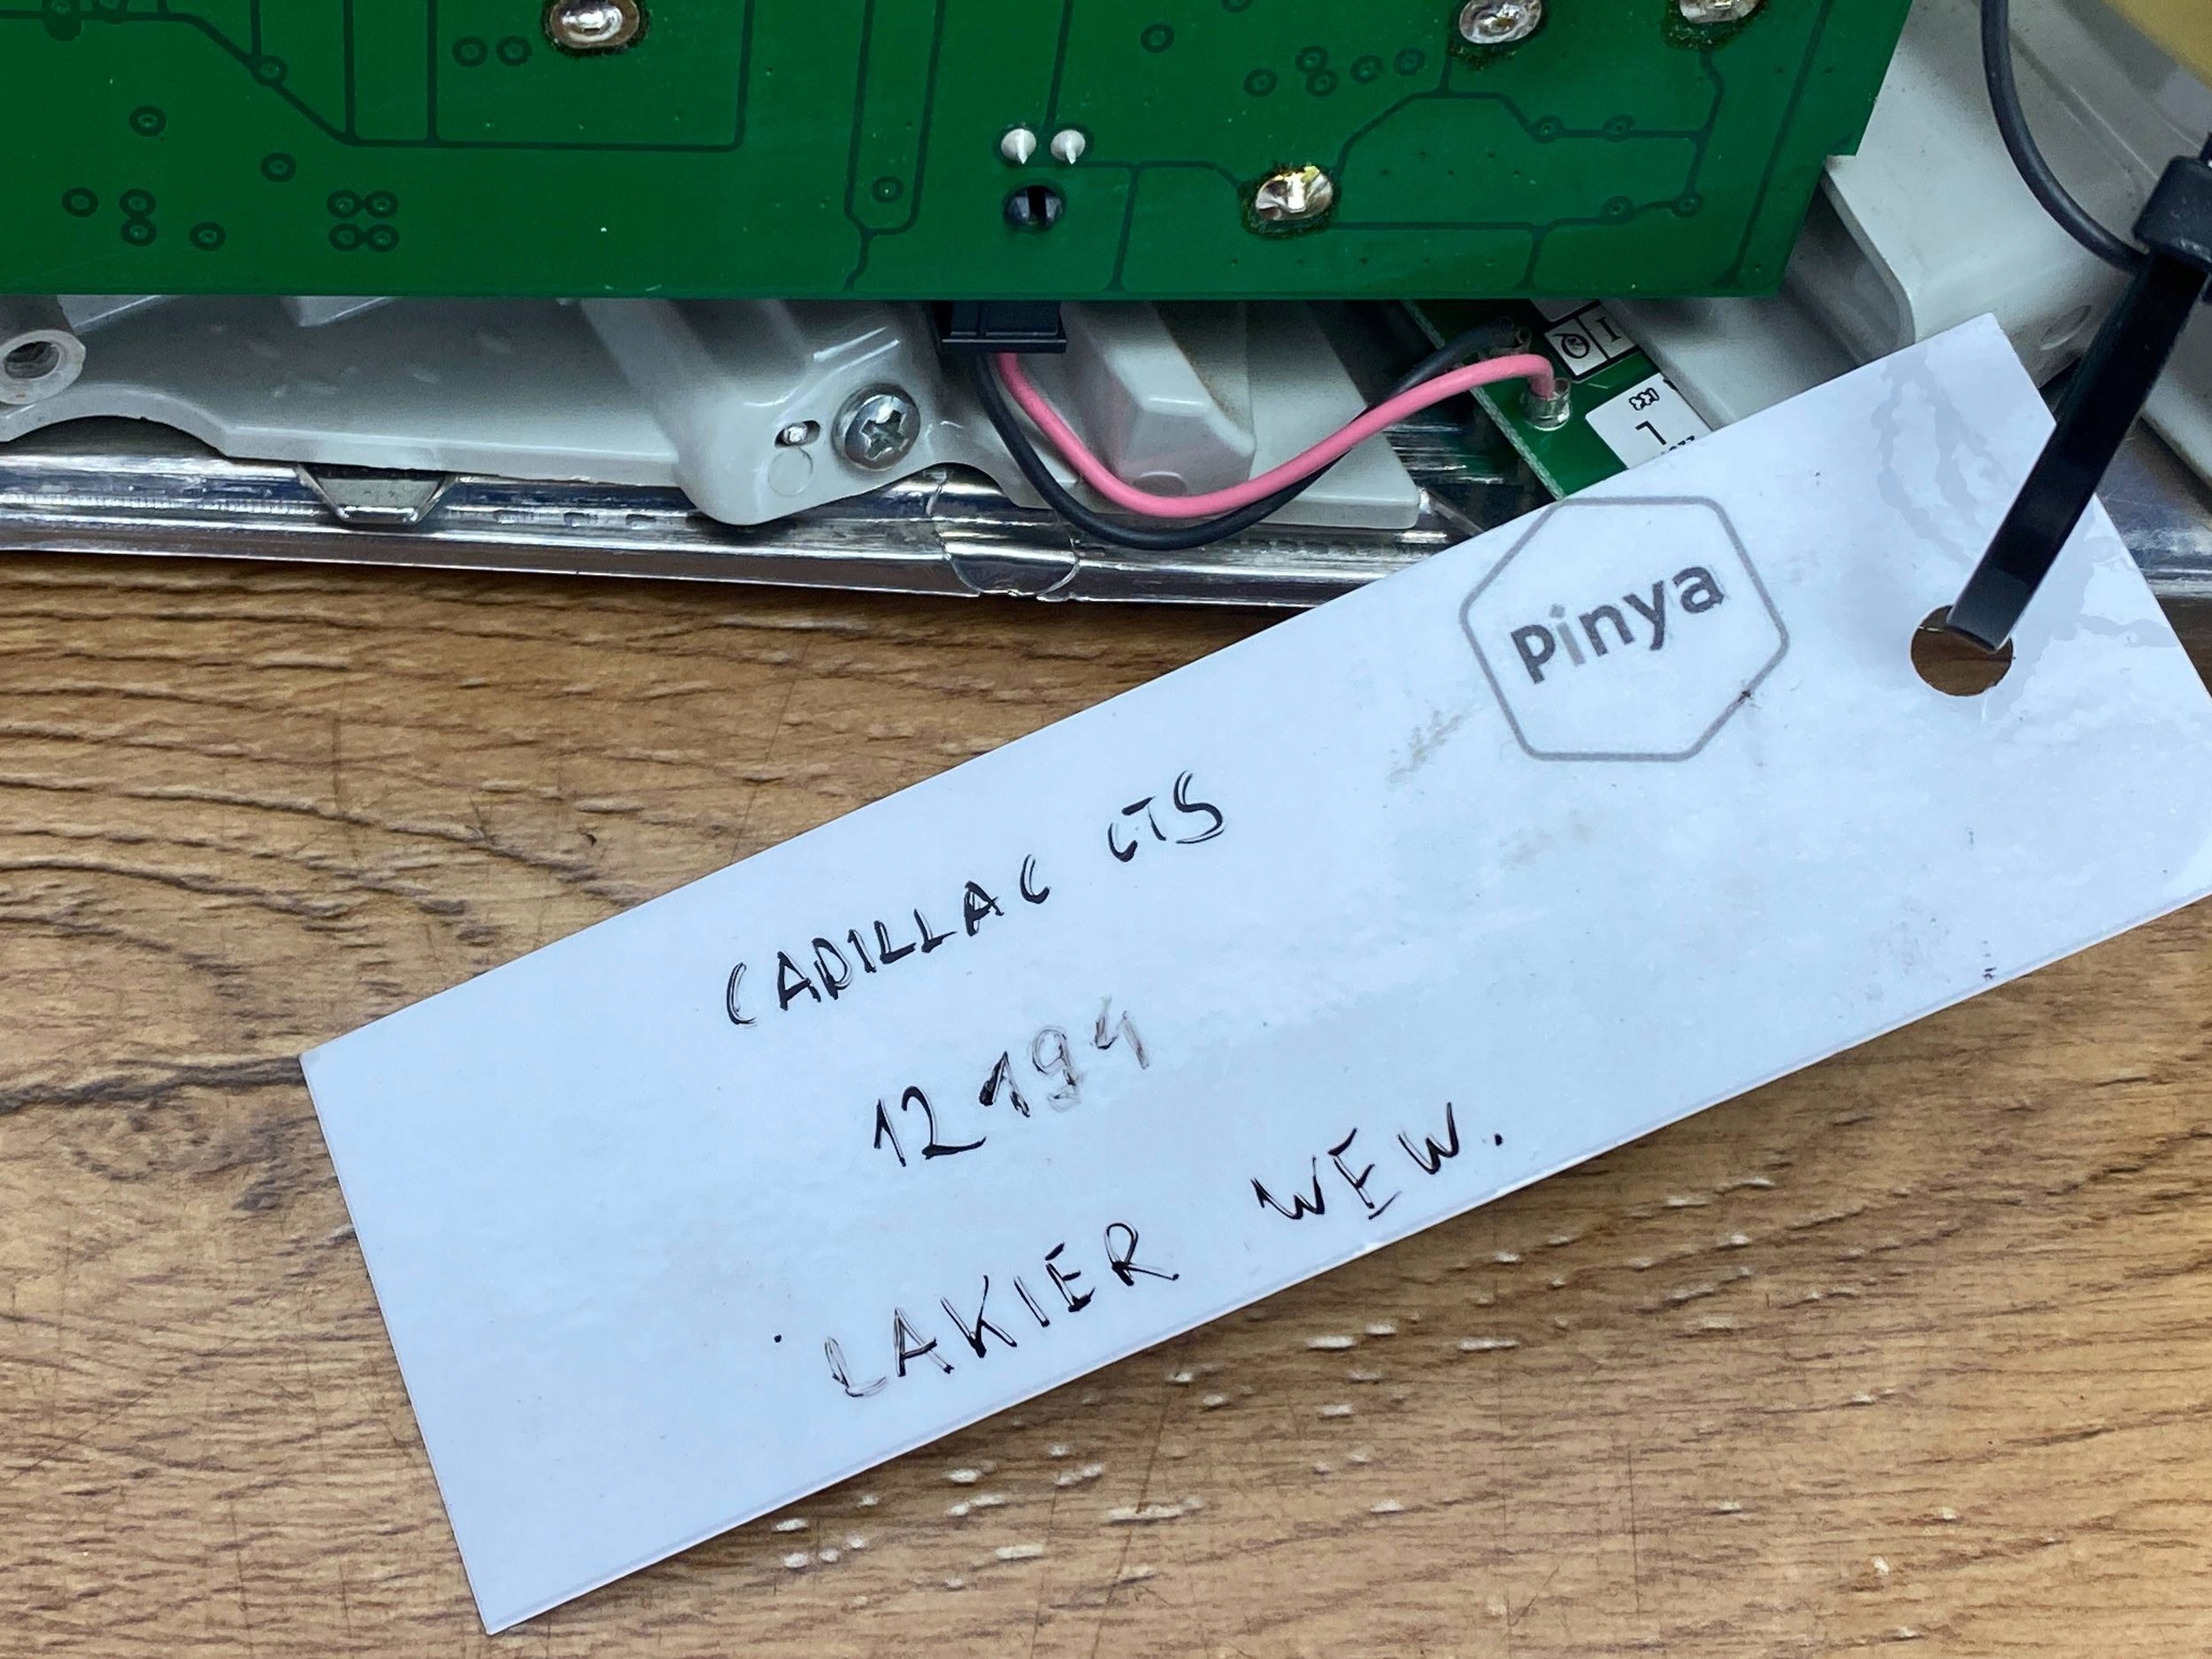 Pinya
CADILLAC CTS
12194
LAKIER WEW.